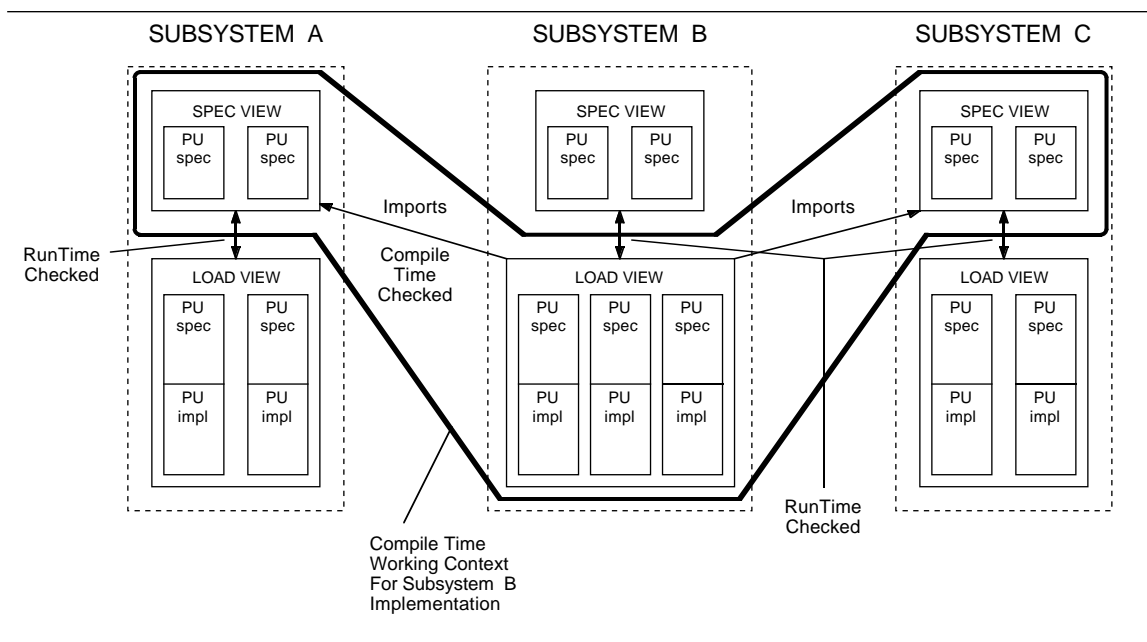 SUBSYSTEM A
SUBSYSTEM B
SUBSYSTEM C
SPEC VIEW
PU
spec
PU
spec
SPEC VIEW
PU
spec
PU
spec
SPEC VIEW
PU
spec
PU
spec
Imports
Imports
RunTime
Checked
Compile
Time
Checked
LOAD VIEW
PU
spec
PU
spec
PU
impl
PU
impl
LOAD VIEW
PU
spec
PU
spec
PU
spec
PU
impl
PU
impl
PU
impl
LOAD VIEW
PU
spec
PU
spec
PU
impl
PU
impl
RunTime
Checked
Compile Time
Working Context
For Subsystem B
Implementation